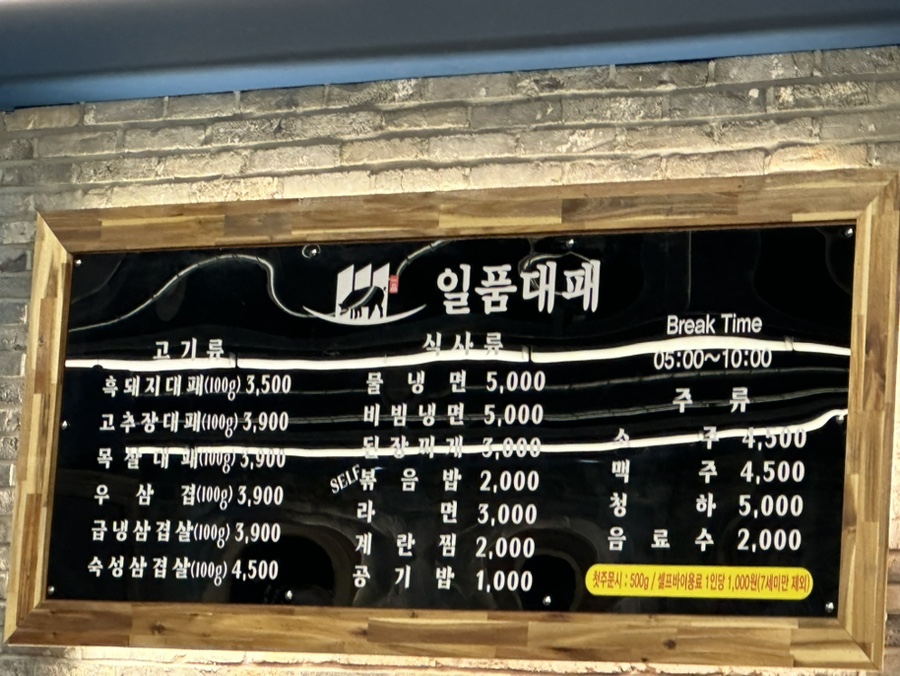 일품대패
고기류
흑돼지대패(100g) 3,500
고추장대패(100g) 3,900
목살대패(100g) 3,900
우삼겹(100g) 3,900
급냉삼겹살(100g) 3,900
숙성삼겹살(100g) 4,500
식사류
물냉면 5,000
비빔냉면 5,000
된장찌개 3,000
SELF 볶음밥 2,000
라면 3,000
계란찜 2,000
공기밥 1,000
Break Time
05:00~10:00
주류
소주 4,500
맥주 4,500
청하 5,000
음료수 2,000
첫주문시 : 500g / 셀프바이용료 1인당 1,000원(7세미만 제외)